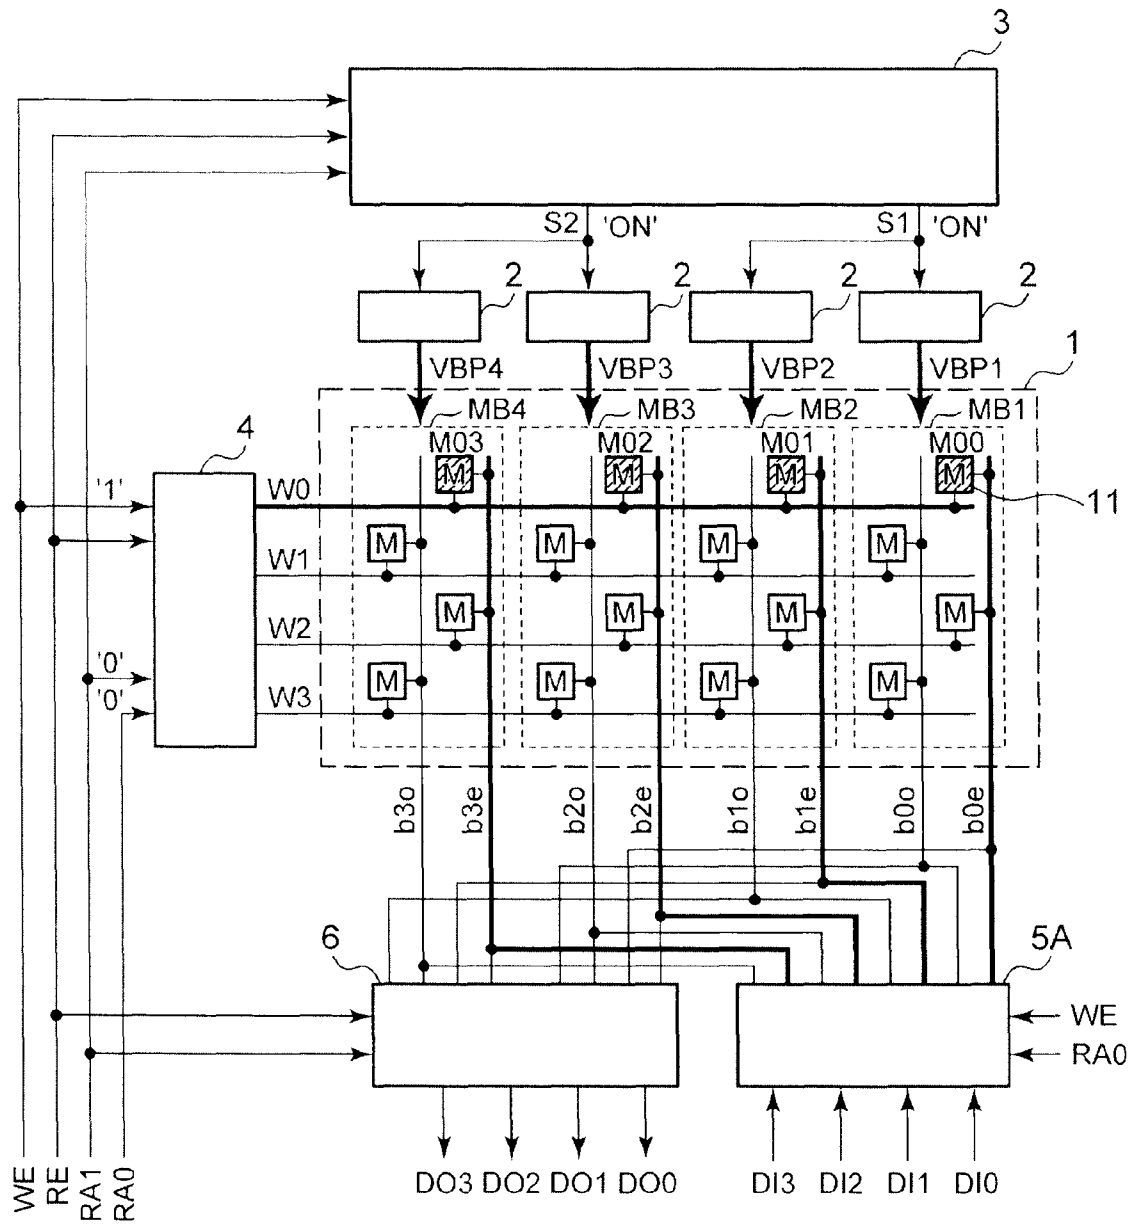 3
S2 'ON' S1 'ON'
2 2 2 2
VBP4 VBP3 VBP2 VBP1 1
MB4 MB3 MB2 MB1
4 M03 M02 M01 M00
'1' W0 M M M M 11
W1 M M M M
W2 M M M M
'0'
'0' W3 M M M M
b3o b3e b2o b2e b1o b1e b0o b0e
6 5A
WE
RA0
WE RE RA1 RA0 DO3 DO2 DO1 DO0 DI3 DI2 DI1 DI0